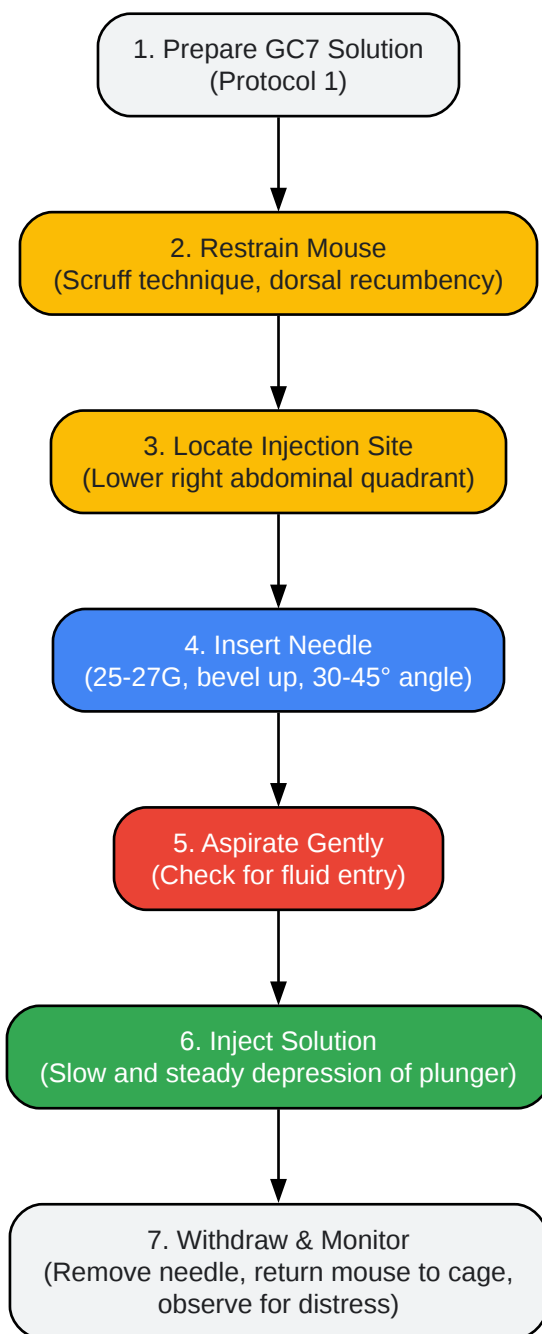 1. Prepare GC7 Solution
(Protocol 1)
2. Restrain Mouse
(Scruff technique, dorsal recumbency)
3. Locate Injection Site
(Lower right abdominal quadrant)
4. Insert Needle
(25-27G, bevel up, 30-45° angle)
5. Aspirate Gently
(Check for fluid entry)
6. Inject Solution
(Slow and steady depression of plunger)
7. Withdraw & Monitor
(Remove needle, return mouse to cage,
observe for distress)